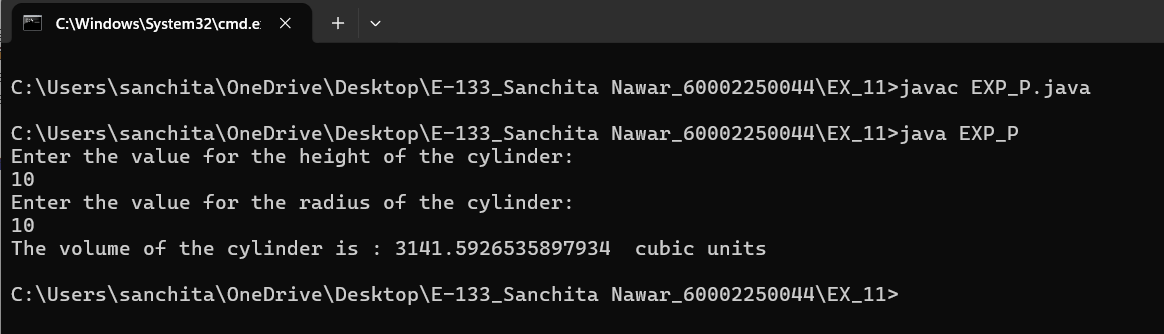 C:\Windows\System32\cmd.e
C:\Users\sanchita\OneDrive\Desktop\E-133_Sanchita Nawar_60002250044\EX_11>javac EXP_P.java
C:\Users\sanchita\OneDrive\Desktop\E-133_Sanchita Nawar_60002250044\EX_11>java EXP_P
Enter the value for the height of the cylinder:
10
Enter the value for the radius of the cylinder:
10
The volume of the cylinder is : 3141.5926535897934  cubic units
C:\Users\sanchita\OneDrive\Desktop\E-133_Sanchita Nawar_60002250044\EX_11>